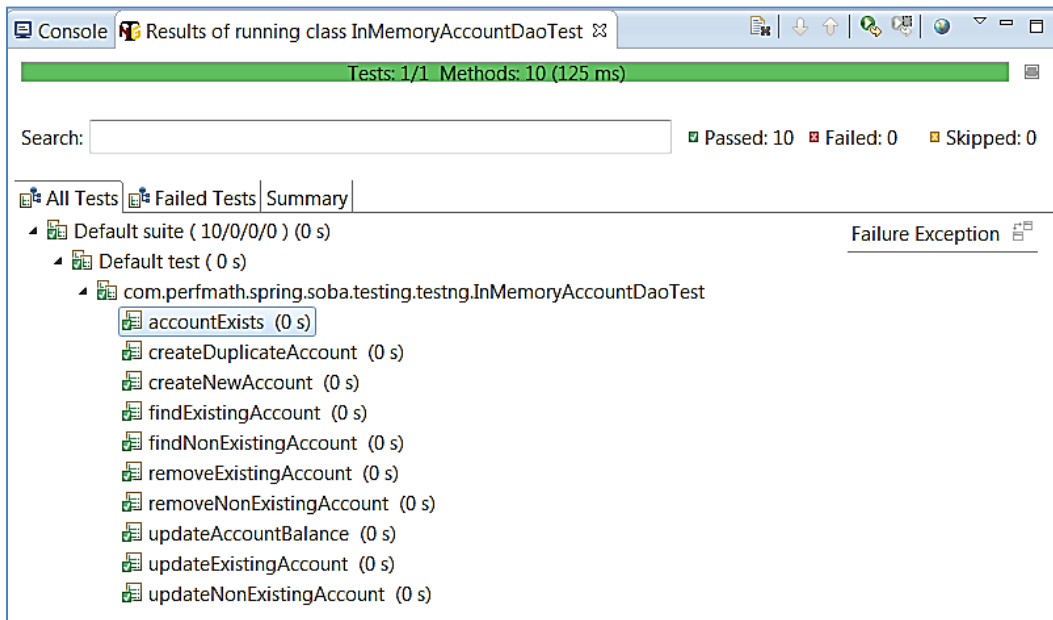 Console Results of running class InMemoryAccountDaoTest
Tests: 1/1 Methods: 10 (125 ms)
Search: Passed: 10 Failed: 0 Skipped: 0
All Tests Failed Tests Summary
Default suite ( 10/0/0/0 ) (0 s)
Failure Exception
Default test ( 0 s)
com.perfmath.spring.soba.testing.testng.InMemoryAccountDaoTest
accountExists (0 s)
createDuplicateAccount (0 s)
createNewAccount (0 s)
findExistingAccount (0 s)
findNonExistingAccount (0 s)
removeExistingAccount (0 s)
removeNonExistingAccount (0 s)
updateAccountBalance (0 s)
updateExistingAccount (0 s)
updateNonExistingAccount (0 s)